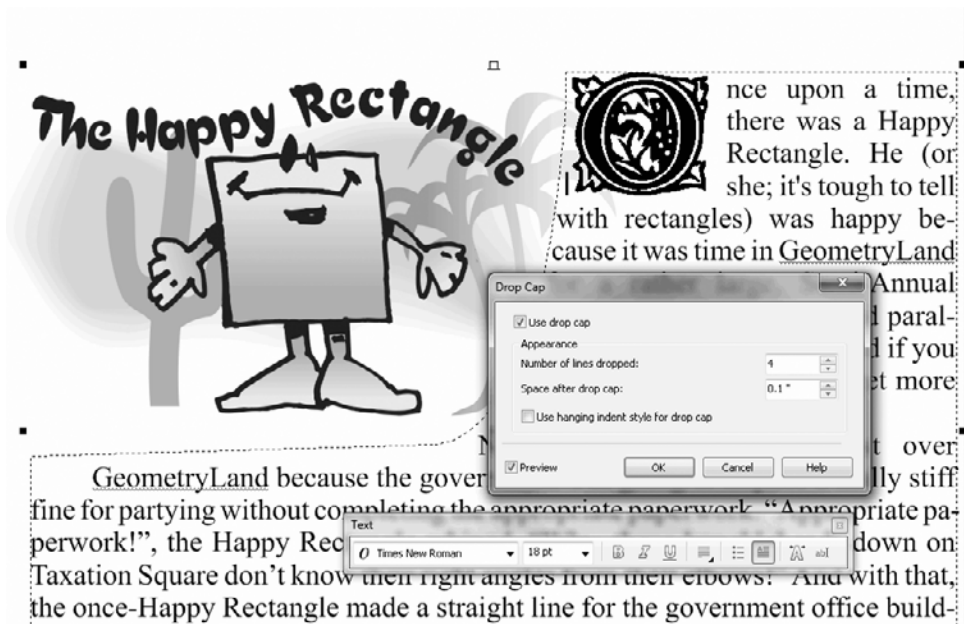 The Happy Rectangle
O
nce upon a time,
there was a Happy
Rectangle. He (or
she; it's tough to tell
with rectangles) was happy be-
cause it was time in GeometryLand
Annual
paral-
if you
more
over
GeometryLand because the gover
lly stiff
fine for partying without completing the appropriate paperwork. “Appropriate pa-
perwork!”, the Happy Rec
down on
Taxation Square don’t know their right angles from their elbows!” And with that,
the once-Happy Rectangle made a straight line for the government office build-
Drop Cap
Use drop cap
Appearance
Number of lines dropped:
4
Space after drop cap:
0.1 "
Use hanging indent style for drop cap
Preview
OK
Cancel
Help
Text
O Times New Roman
18 pt
B I U
A ab